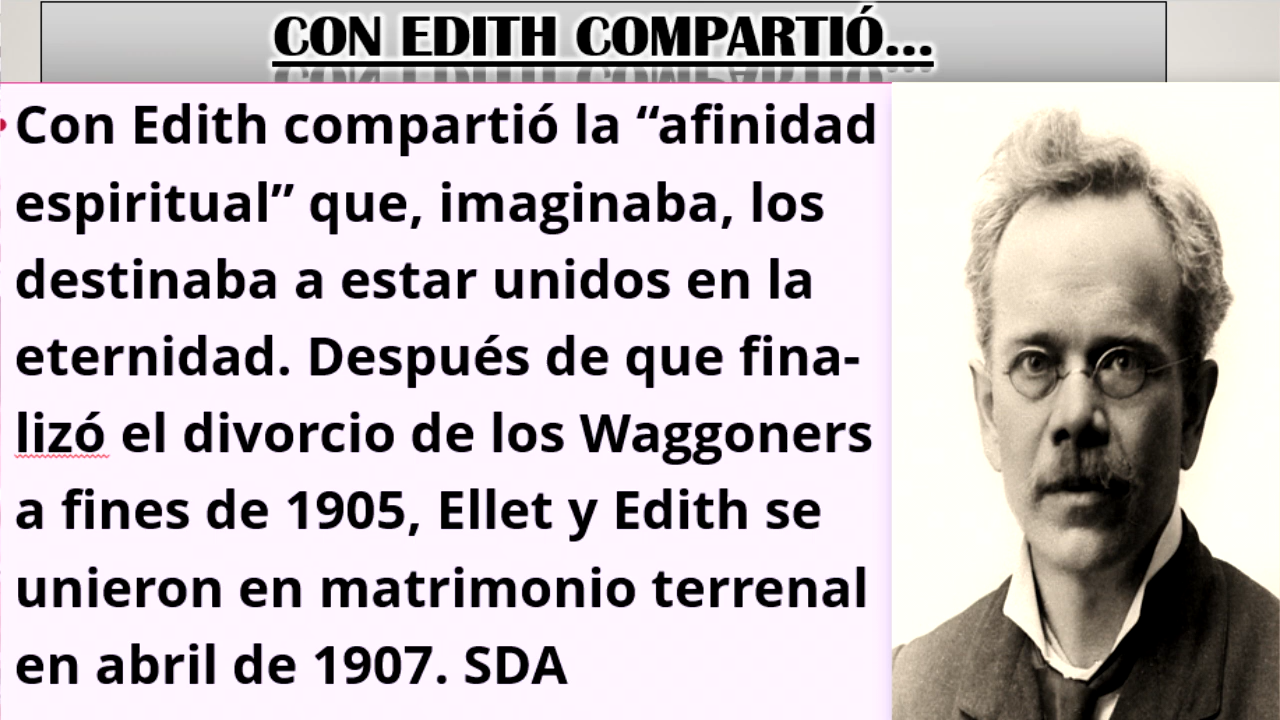 CON EDITH COMPARTIÓ...
Con Edith compartió la “afinidad
espiritual” que, imaginaba, los
destinaba a estar unidos en la
eternidad. Después de que fina-
lizó el divorcio de los Waggoners
a fines de 1905, Ellet y Edith se
unieron en matrimonio terrenal
en abril de 1907. SDA